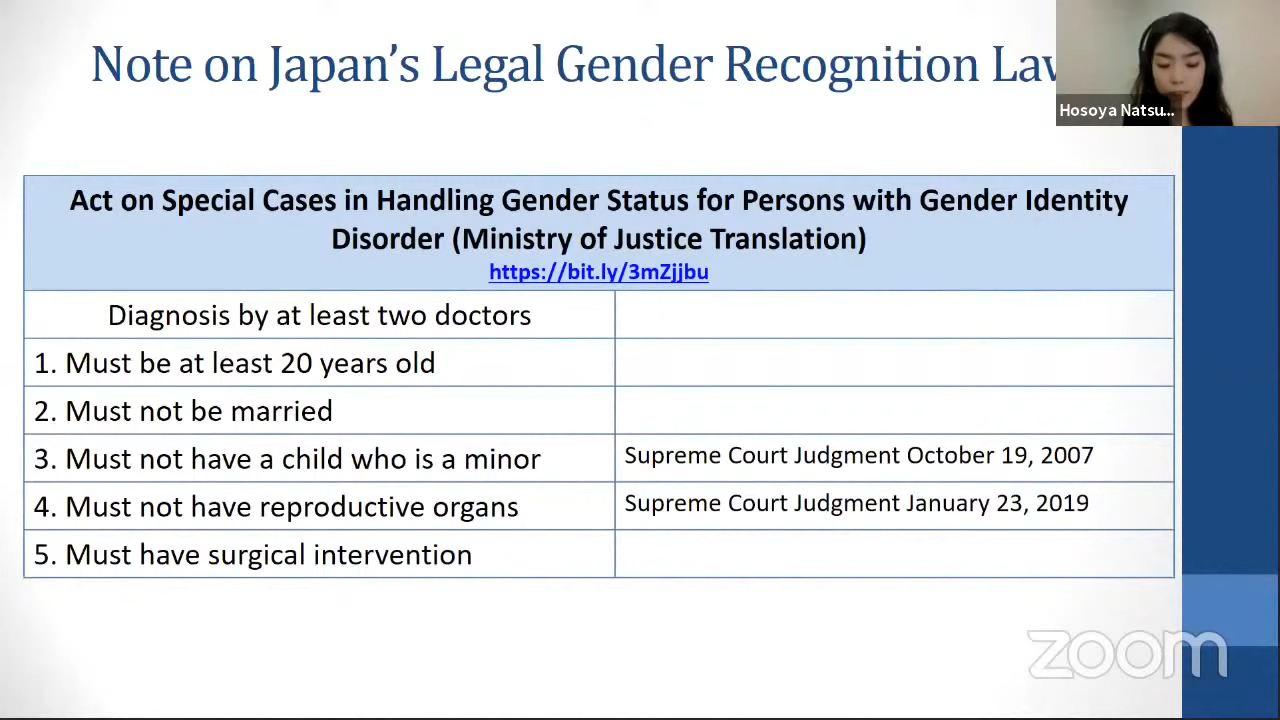 Note on Japan's Legal Gender Recognition Law
Hosoya Natsu...
Act on Special Cases in Handling Gender Status for Persons with Gender Identity
Disorder (Ministry of Justice Translation)
https://bit.ly/3mZjjbu
Diagnosis by at least two doctors
1. Must be at least 20 years old
2. Must not be married
3. Must not have a child who is a minor
Supreme Court Judgment October 19, 2007
4. Must not have reproductive organs
Supreme Court Judgment January 23, 2019
5. Must have surgical intervention
zoom